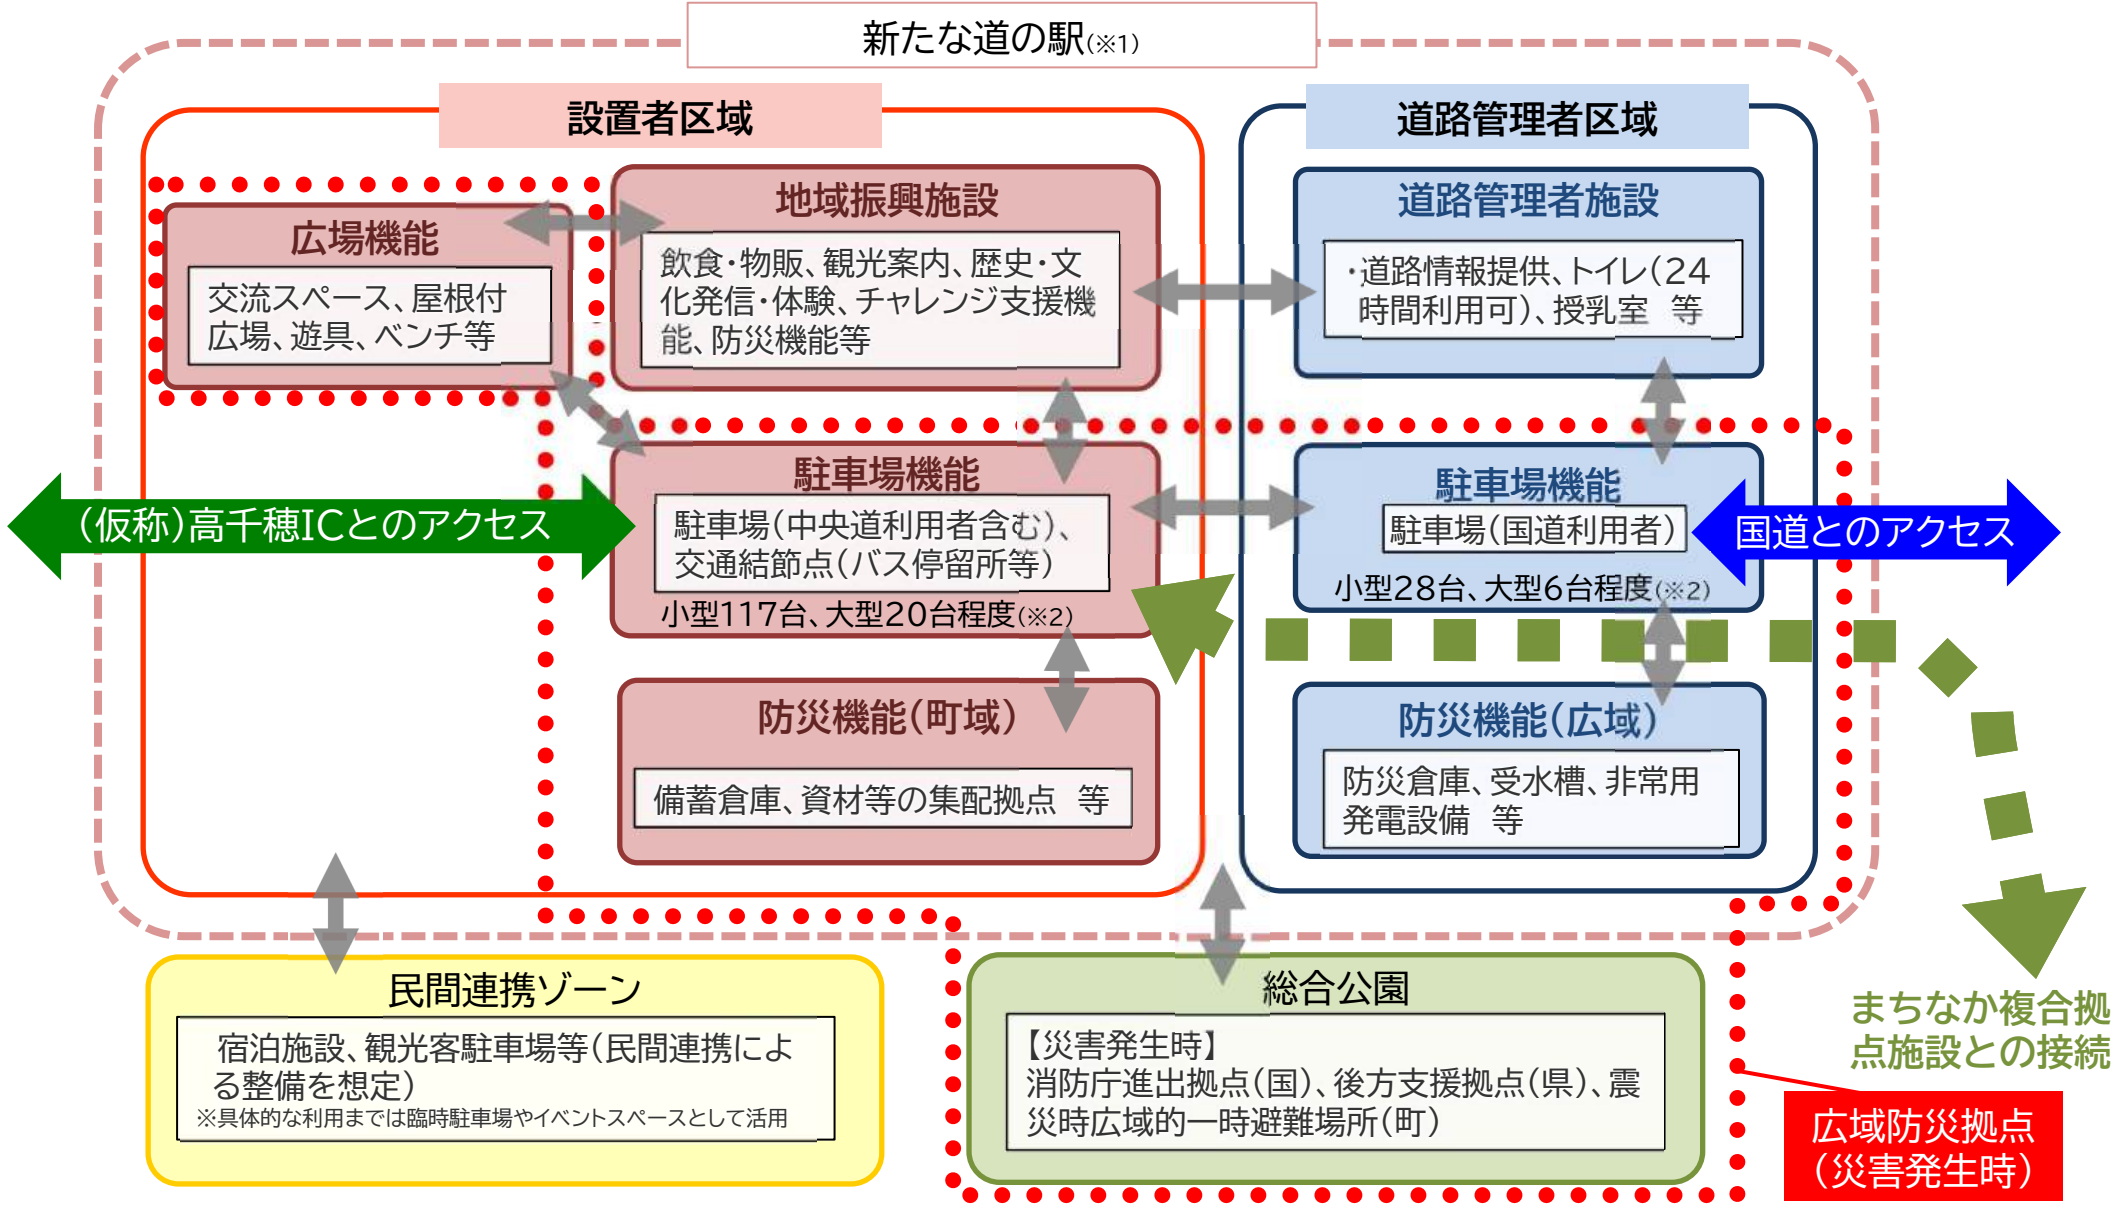 新たな道の駅(※1)
設置者区域
道路管理者区域
広場機能
交流スペース、屋根付
広場、遊具、ベンチ等
地域振興施設
飲食・物販、観光案内、歴史・文
化発信・体験、チャレンジ支援機
能、防災機能等
道路管理者施設
・道路情報提供、トイレ(24
時間利用可)、授乳室　等
(仮称)高千穂ICとのアクセス
駐車場機能
駐車場(中央道利用者含む)、
交通結節点(バス停留所等)
小型117台、大型20台程度(※2)
駐車場機能
駐車場(国道利用者)
小型28台、大型6台程度(※2)
国道とのアクセス
防災機能(町域)
備蓄倉庫、資材等の集配拠点　等
防災機能(広域)
防災倉庫、受水槽、非常用
発電設備　等
民間連携ゾーン
宿泊施設、観光客駐車場等(民間連携によ
る整備を想定)
※具体的な利用までは臨時駐車場やイベントスペースとして活用
総合公園
【災害発生時】
消防庁進出拠点(国)、後方支援拠点(県)、震
災時広域的一時避難場所(町)
まちなか複合拠
点施設との接続
広域防災拠点
(災害発生時)